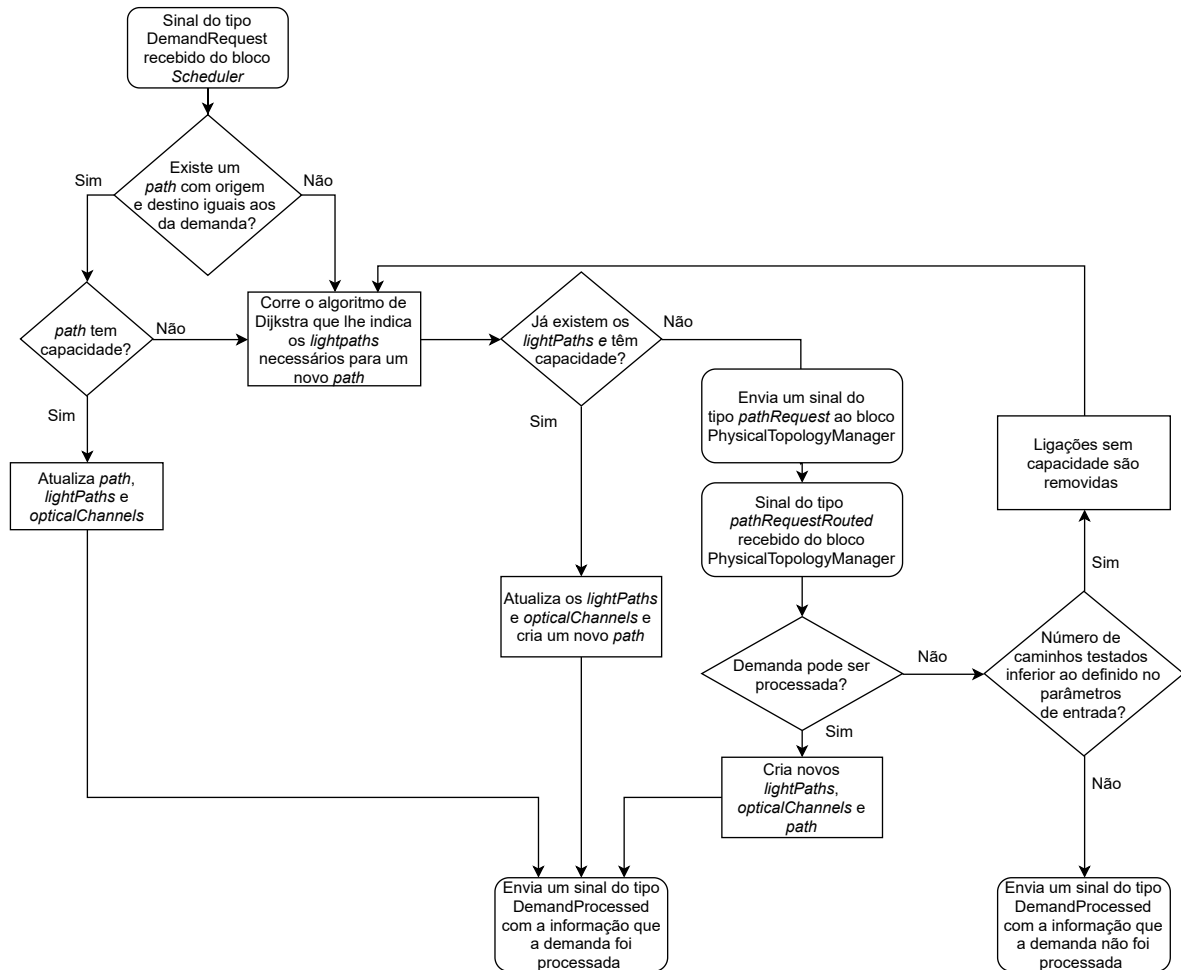 Sinal do tipo
DemandRequest
recebido do bloco
Scheduler
Existe um
path com origem
e destino iguais aos
da demanda?
Sim
Não
path tem
capacidade?
Não
Sim
Corre o algoritmo de
Dijkstra que lhe indica
os lightpaths
necessários para um
novo path
Já existem os
lightPaths e têm
capacidade?
Não
Sim
Atualiza path,
lightPaths e
opticalChannels
Envia um sinal do
tipo pathRequest ao bloco
PhysicalTopologyManager
Sinal do tipo
pathRequestRouted
recebido do bloco
PhysicalTopologyManager
Ligações sem
capacidade são
removidas
Sim
Atualiza os lightPaths
e opticalChannels e
cria um novo path
Demanda pode ser
processada?
Não
Sim
Número de
caminhos testados
inferior ao definido no
parâmetros
de entrada?
Não
Cria novos
lightPaths,
opticalChannels e
path
Envia um sinal do tipo
DemandProcessed
com a informação que
a demanda foi
processada
Envia um sinal do tipo
DemandProcessed
com a informação que
a demanda não foi
processada